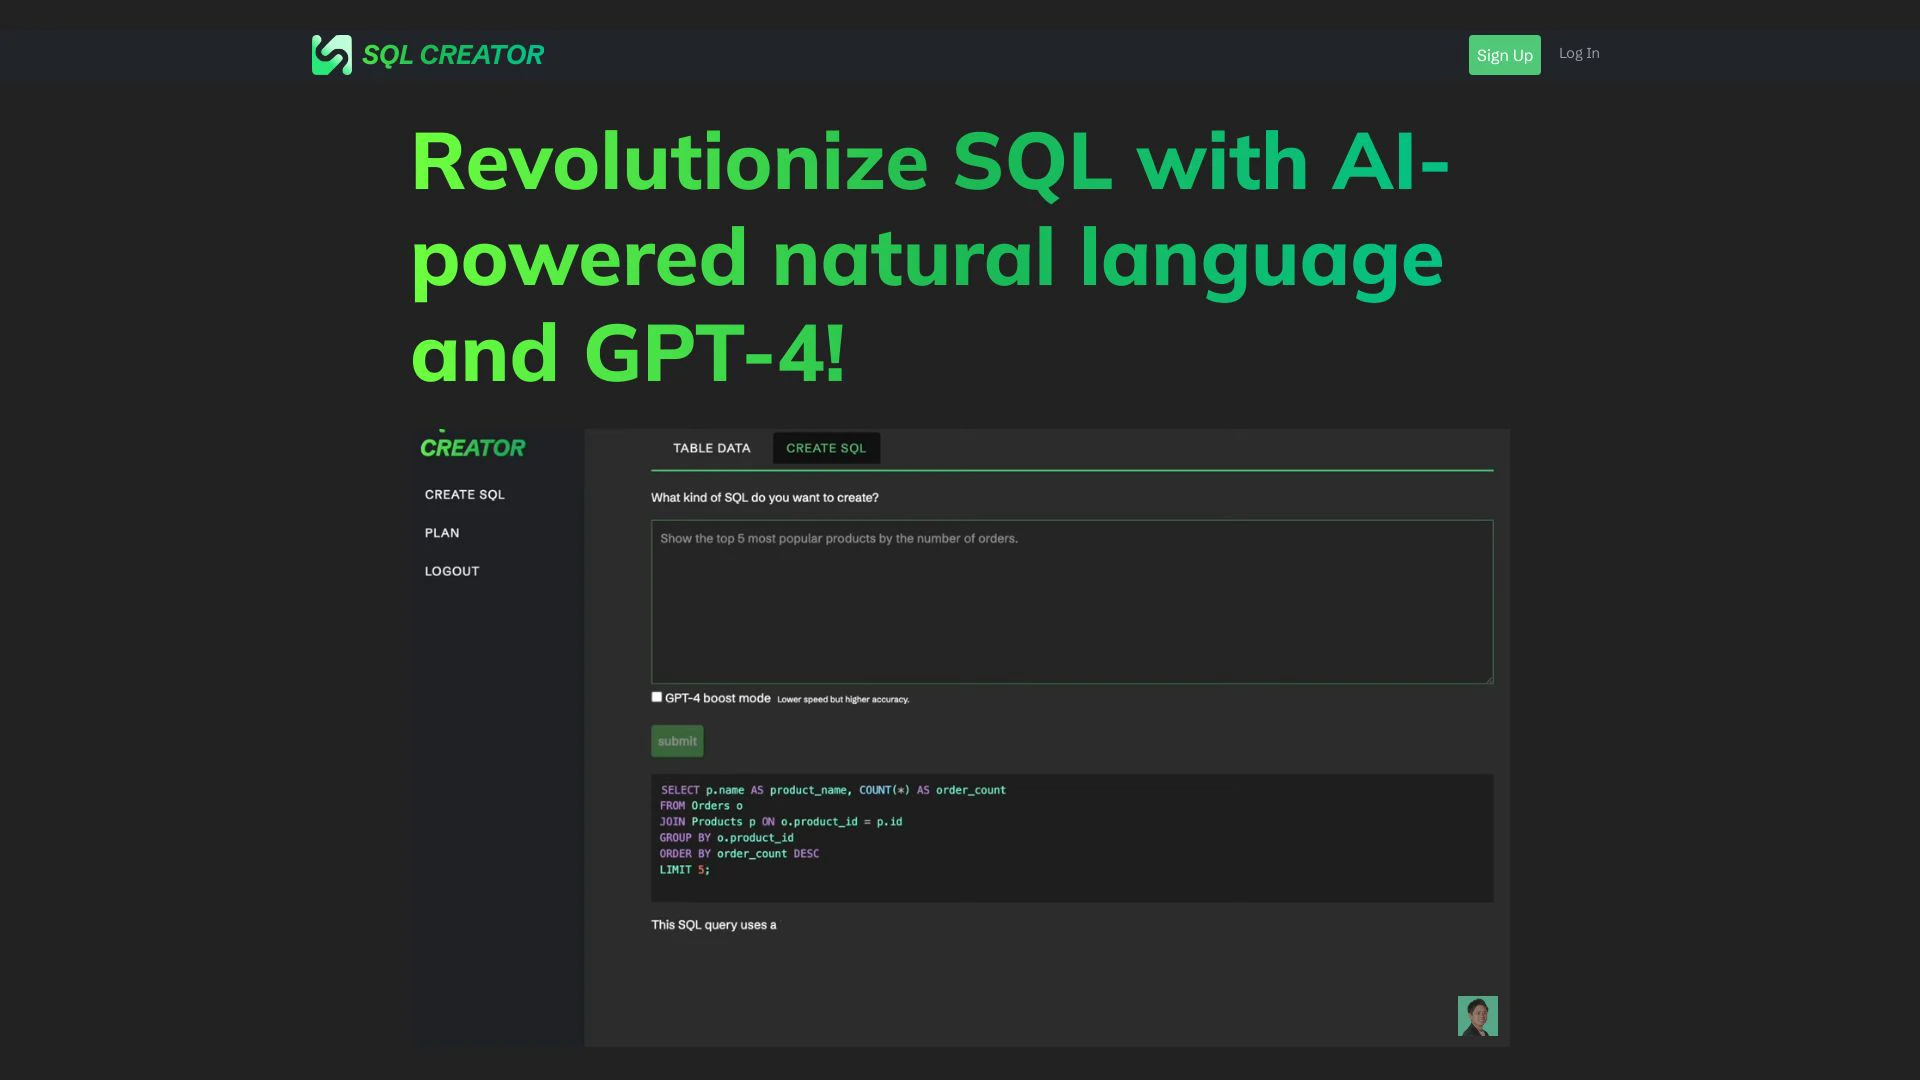 SQL CREATOR
Sign Up
Log In
Revolutionize SQL with AI-
powered natural language
and GPT-4!
CREATOR
TABLE DATA
CREATE SQL
CREATE SQL
PLAN
LOGOUT
What kind of SQL do you want to create?
Show the top 5 most popular products by the number of orders.
GPT-4 boost mode Lower speed but higher accuracy.
submit
SELECT p.name AS product_name, COUNT(*) AS order_count
FROM Orders o
JOIN Products p ON o.product_id = p.id
GROUP BY o.product_id
ORDER BY order_count DESC
LIMIT 5;
This SQL query uses a